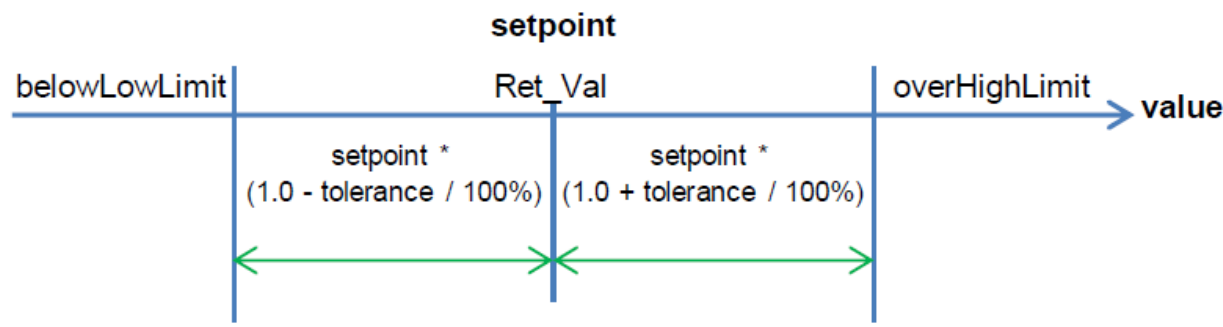 setpoint
belowLowLimit
Ret_Val
overHighLimit
value
setpoint *
(1.0 - tolerance / 100%)
setpoint *
(1.0 + tolerance / 100%)